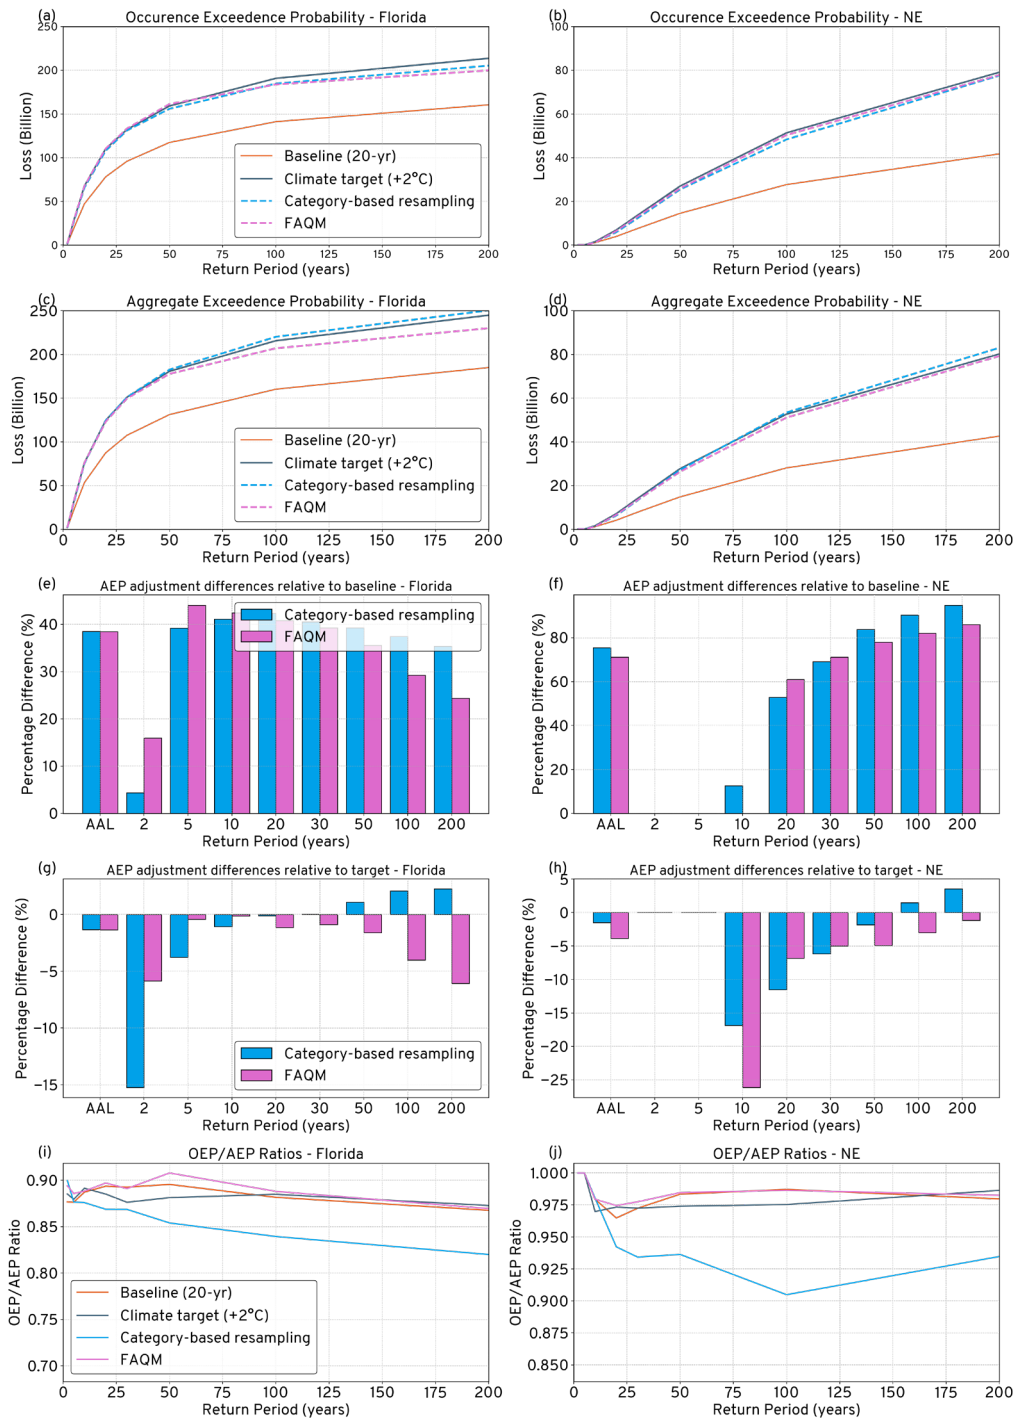 (a)
Occurence Exceedence Probability - Florida
250
200
150
100
50
0
Loss (Billion)
Baseline (20-yr)
Climate target (+2°C)
Category-based resampling
FAQM
0 25 50 75 100 125 150 175 200
Return Period (years)
(b)
Occurence Exceedence Probability - NE
100
80
60
40
20
0
Loss (Billion)
0 25 50 75 100 125 150 175 200
Return Period (years)
(c)
Aggregate Exceedence Probability - Florida
250
200
150
100
50
0
Loss (Billion)
Baseline (20-yr)
Climate target (+2°C)
Category-based resampling
FAQM
0 25 50 75 100 125 150 175 200
Return Period (years)
(d)
Aggregate Exceedence Probability - NE
100
80
60
40
20
0
Loss (Billion)
0 25 50 75 100 125 150 175 200
Return Period (years)
(e)
AEP adjustment differences relative to baseline - Florida
40
30
20
10
0
Percentage Difference (%)
Category-based resampling
FAQM
AAL 2 5 10 20 30 50 100 200
Return Period (years)
(f)
AEP adjustment differences relative to baseline - NE
80
60
40
20
0
Percentage Difference (%)
AAL 2 5 10 20 30 50 100 200
Return Period (years)
(g)
AEP adjustment differences relative to target - Florida
0
−5
−10
−15
Percentage Difference (%)
Category-based resampling
FAQM
AAL 2 5 10 20 30 50 100 200
Return Period (years)
(h)
AEP adjustment differences relative to target - NE
5
0
−5
−10
−15
−20
−25
Percentage Difference (%)
AAL 2 5 10 20 30 50 100 200
Return Period (years)
(i)
OEP/AEP Ratios - Florida
0.90
0.85
0.80
0.75
0.70
OEP/AEP Ratio
Baseline (20-yr)
Climate target (+2°C)
Category-based resampling
FAQM
0 25 50 75 100 125 150 175 200
Return Period (years)
(j)
OEP/AEP Ratios - NE
1.000
0.975
0.950
0.925
0.900
0.875
0.850
OEP/AEP Ratio
0 25 50 75 100 125 150 175 200
Return Period (years)